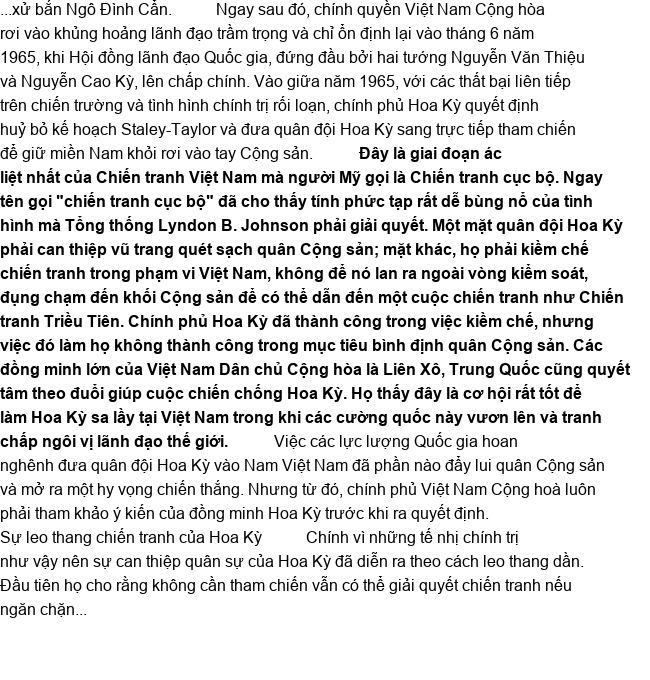 ...xử bắn Ngô Đình Cẩn. Ngay sau đó, chính quyền Việt Nam Cộng hòa
rơi vào khủng hoảng lãnh đạo trầm trọng và chỉ ổn định lại vào tháng 6 năm
1965, khi Hội đồng lãnh đạo Quốc gia, đứng đầu bởi hai tướng Nguyễn Văn Thiệu
và Nguyễn Cao Kỳ, lên chấp chính. Vào giữa năm 1965, với các thất bại liên tiếp
trên chiến trường và tình hình chính trị rối loạn, chính phủ Hoa Kỳ quyết định
huỷ bỏ kế hoạch Staley-Taylor và đưa quân đội Hoa Kỳ sang trực tiếp tham chiến
để giữ miền Nam khỏi rơi vào tay Cộng sản. Đây là giai đoạn ác
liệt nhất của Chiến tranh Việt Nam mà người Mỹ gọi là Chiến tranh cục bộ. Ngay
tên gọi "chiến tranh cục bộ" đã cho thấy tính phức tạp rất dễ bùng nổ của tình
hình mà Tổng thống Lyndon B. Johnson phải giải quyết. Một mặt quân đội Hoa Kỳ
phải can thiệp vũ trang quét sạch quân Cộng sản; mặt khác, họ phải kiềm chế
chiến tranh trong phạm vi Việt Nam, không để nó lan ra ngoài vòng kiểm soát,
đụng chạm đến khối Cộng sản để có thể dẫn đến một cuộc chiến tranh như Chiến
tranh Triều Tiên. Chính phủ Hoa Kỳ đã thành công trong việc kiềm chế, nhưng
việc đó làm họ không thành công trong mục tiêu bình định quân Cộng sản. Các
đồng minh lớn của Việt Nam Dân chủ Cộng hòa là Liên Xô, Trung Quốc cũng quyết
tâm theo đuổi giúp cuộc chiến chống Hoa Kỳ. Họ thấy đây là cơ hội rất tốt để
làm Hoa Kỳ sa lầy tại Việt Nam trong khi các cường quốc này vươn lên và tranh
chấp ngôi vị lãnh đạo thế giới. Việc các lực lượng Quốc gia hoan
nghênh đưa quân đội Hoa Kỳ vào Nam Việt Nam đã phần nào đẩy lui quân Cộng sản
và mở ra một hy vọng chiến thắng. Nhưng từ đó, chính phủ Việt Nam Cộng hoà luôn
phải tham khảo ý kiến của đồng minh Hoa Kỳ trước khi ra quyết định.
Sự leo thang chiến tranh của Hoa Kỳ Chính vì những tế nhị chính trị
như vậy nên sự can thiệp quân sự của Hoa Kỳ đã diễn ra theo cách leo thang dần.
Đầu tiên họ cho rằng không cần tham chiến vẫn có thể giải quyết chiến tranh nếu
ngăn chặn...